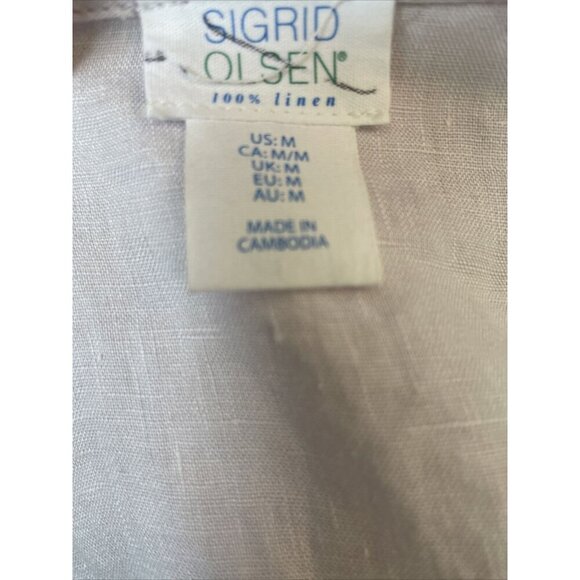 SIGRID
OLSEN®
100% linen
US: M
CA: M/M
UK: M
EU: M
AU: M
MADE IN
CAMBODIA